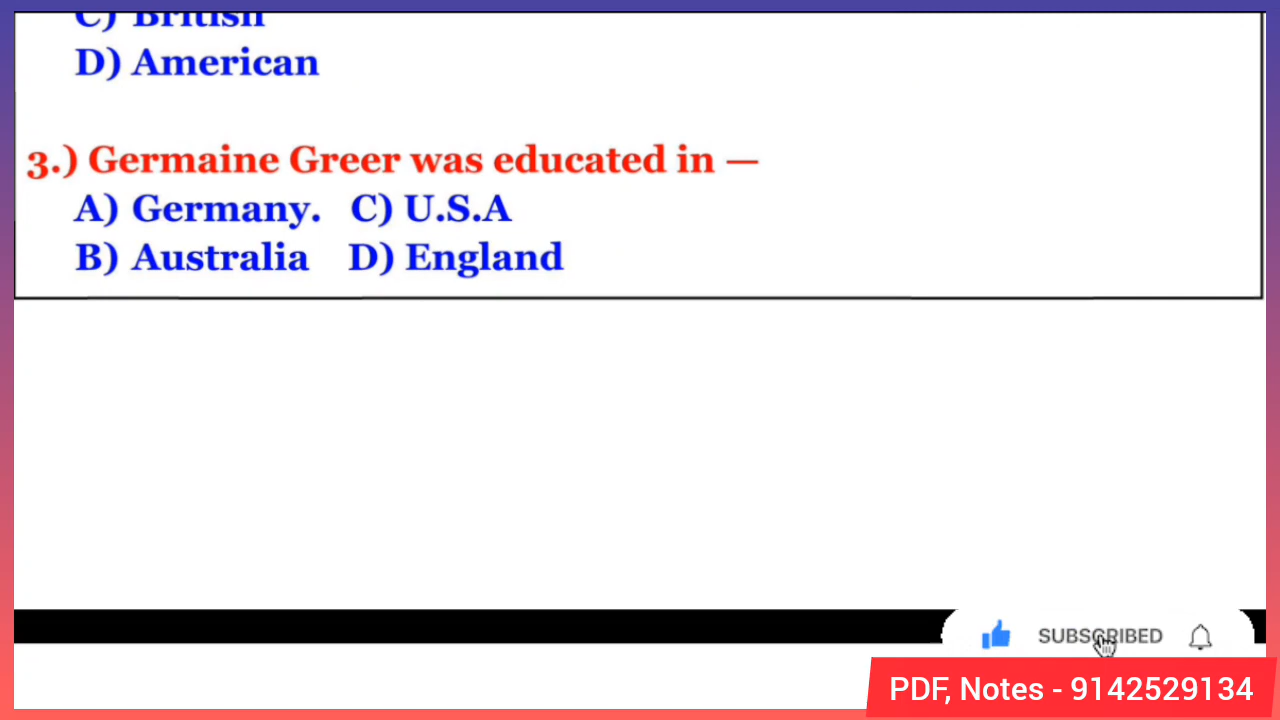 C) British
D) American
3.) Germaine Greer was educated in —
A) Germany. C) U.S.A
B) Australia D) England
SUBSCRIBED
PDF, Notes - 9142529134